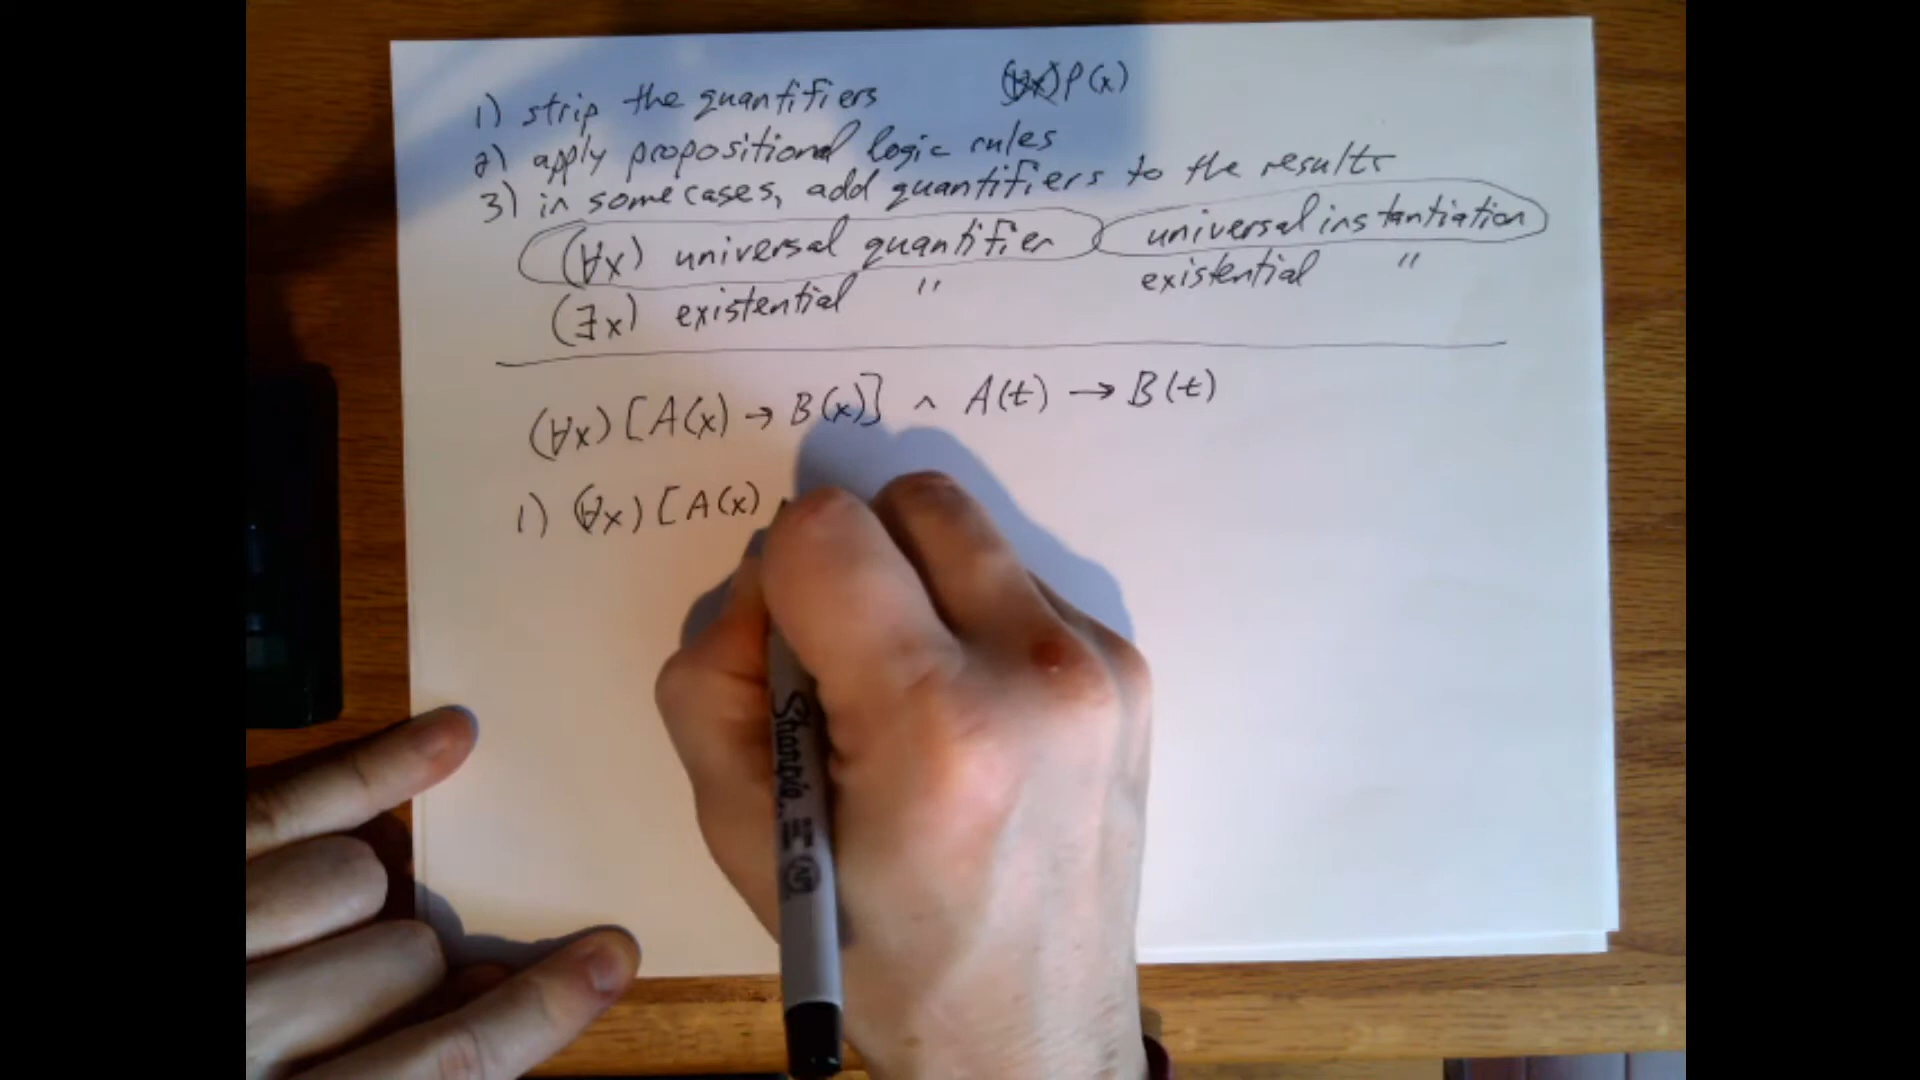 1) strip the quantifiers (∀x) P(x)
2) apply propositional logic rules
3) in some cases, add quantifiers to the results
(∀x) universal quantifier universal instantiation
(∃x) existential " existential "
(∀x) [A(x) → B(x)] ∧ A(t) → B(t)
1) (∀x) [A(x)
Sharpie